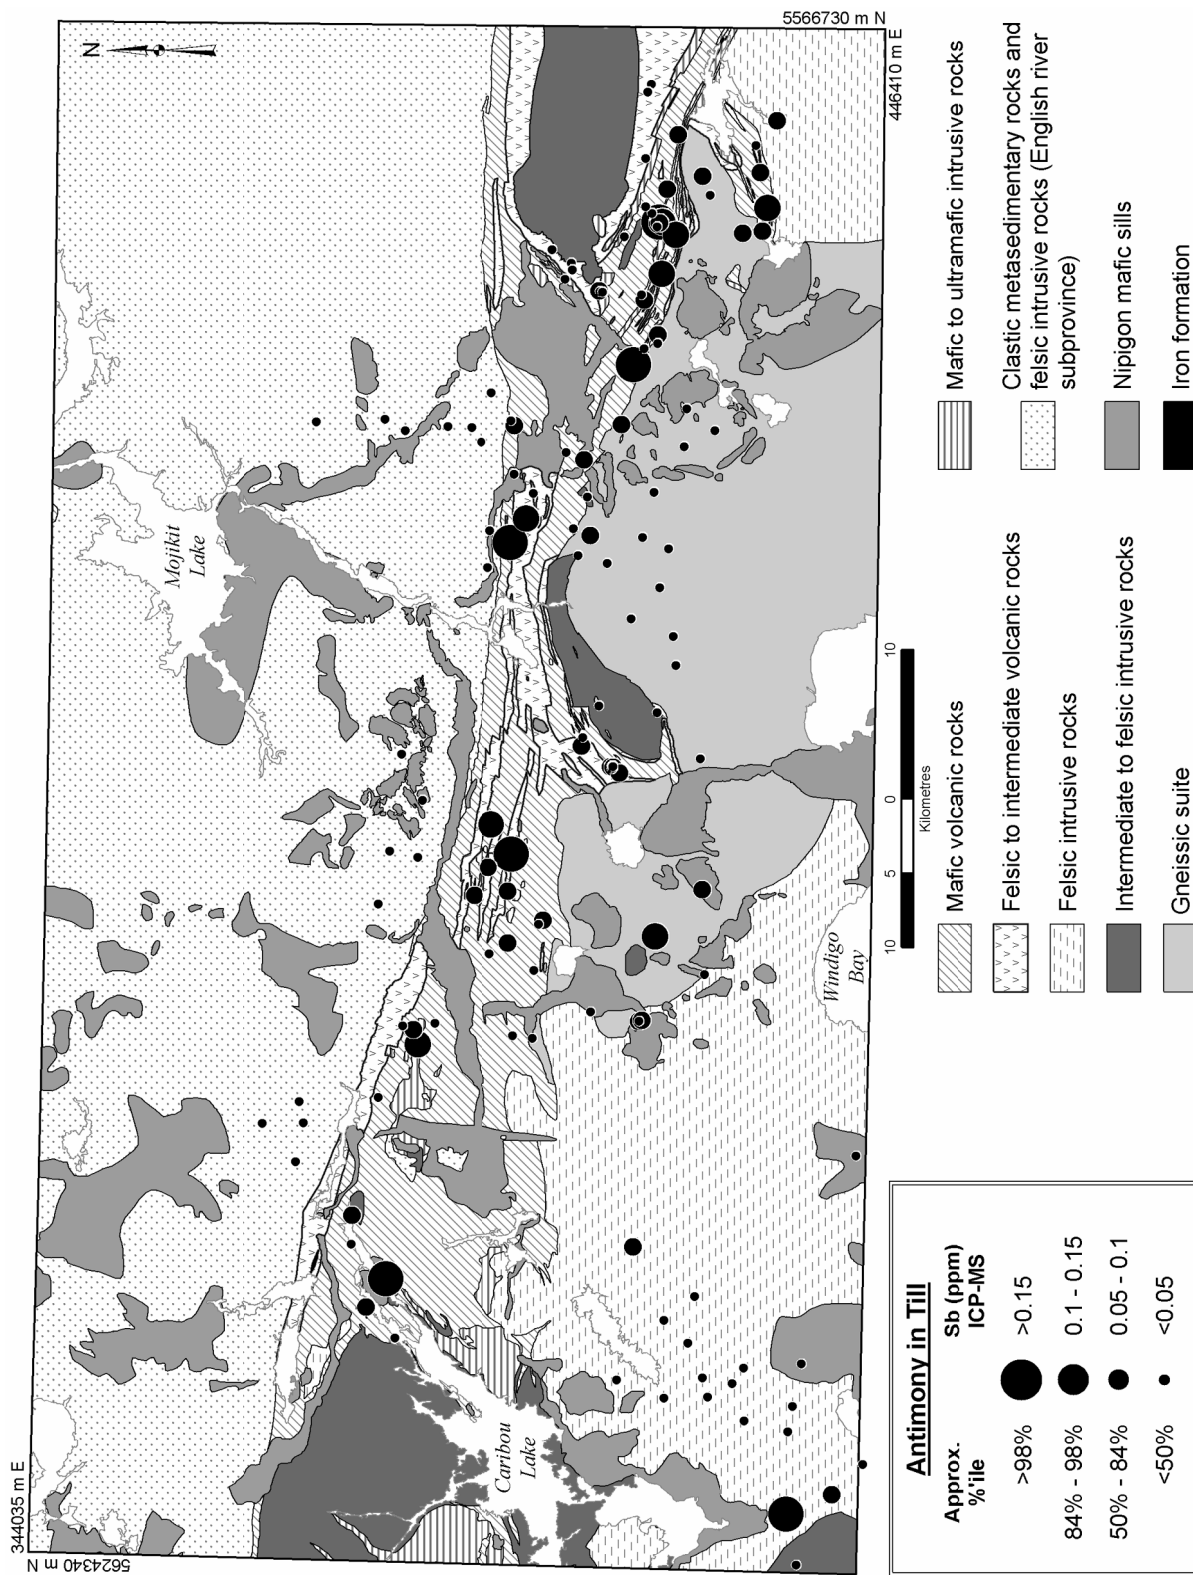 5566730 m N
446410 m E
N
Mojikit
Lake
Caribou
Lake
Windigo
Bay
344035 m E
5624340 m N
10
5
0
10
Kilometres
Mafic volcanic rocks
Felsic to intermediate volcanic rocks
Felsic intrusive rocks
Intermediate to felsic intrusive rocks
Gneissic suite
Mafic to ultramafic intrusive rocks
Clastic metasedimentary rocks and
felsic intrusive rocks (English river
subprovince)
Nipigon mafic sills
Iron formation
Antimony in Till
Approx. Sb (ppm)
%'ile ICP-MS
>98% >0.15
84% - 98% 0.1 - 0.15
50% - 84% 0.05 - 0.1
<50% <0.05